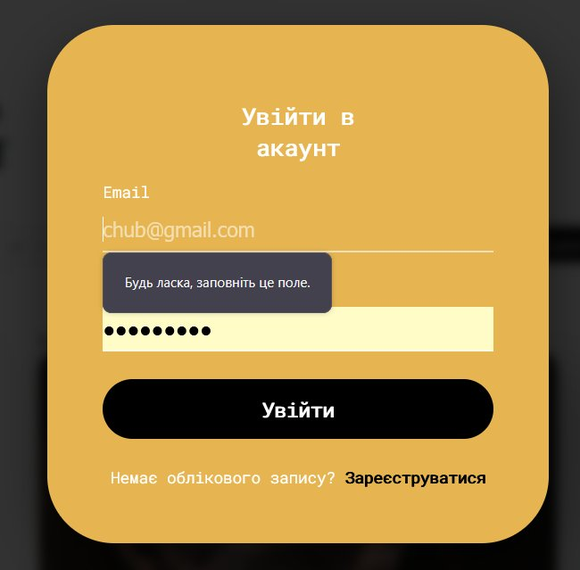 Увійти в
акаунт
Email
chub@gmail.com
Будь ласка, заповніть це поле.
•••••••••
Увійти
Немає облікового запису? Зареєструватися